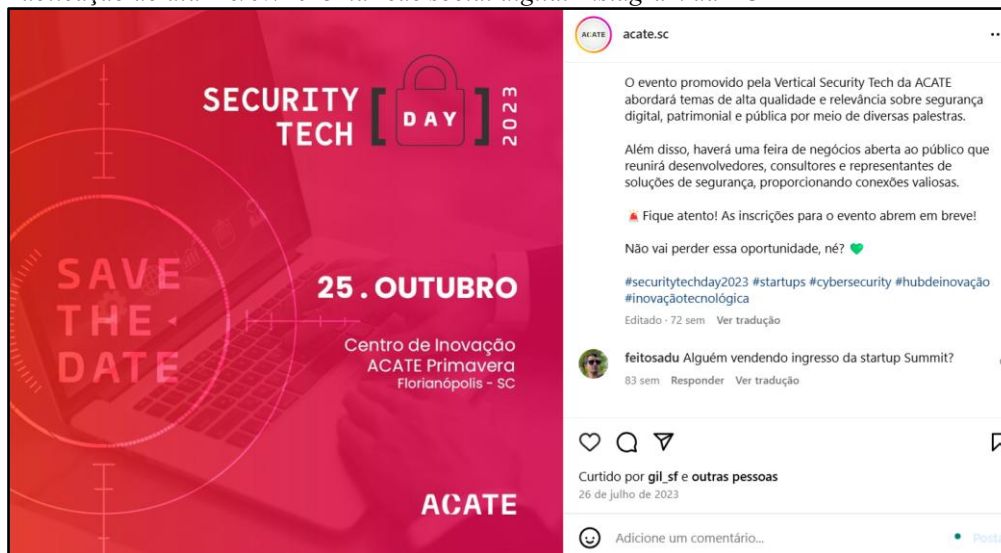 SECURITY
TECH
[ DAY ]
2023
SAVE
THE
DATE
25 . OUTUBRO
Centro de Inovação
ACATE Primavera
Florianópolis - SC
ACATE
ACATE
acate.sc
O evento promovido pela Vertical Security Tech da ACATE
abordará temas de alta qualidade e relevância sobre segurança
digital, patrimonial e pública por meio de diversas palestras.
Além disso, haverá uma feira de negócios aberta ao público que
reunirá desenvolvedores, consultores e representantes de
soluções de segurança, proporcionando conexões valiosas.
🚨 Fique atento! As inscrições para o evento abrem em breve!
Não vai perder essa oportunidade, né? 💚
#securitytechday2023 #startups #cybersecurity #hubdeinovação
#inovaçãotecnológica
Editado · 72 sem Ver tradução
feitosadu Alguém vendendo ingresso da startup Summit?
83 sem Responder Ver tradução
Curtido por gil_sf e outras pessoas
26 de julho de 2023
Adicione um comentário...